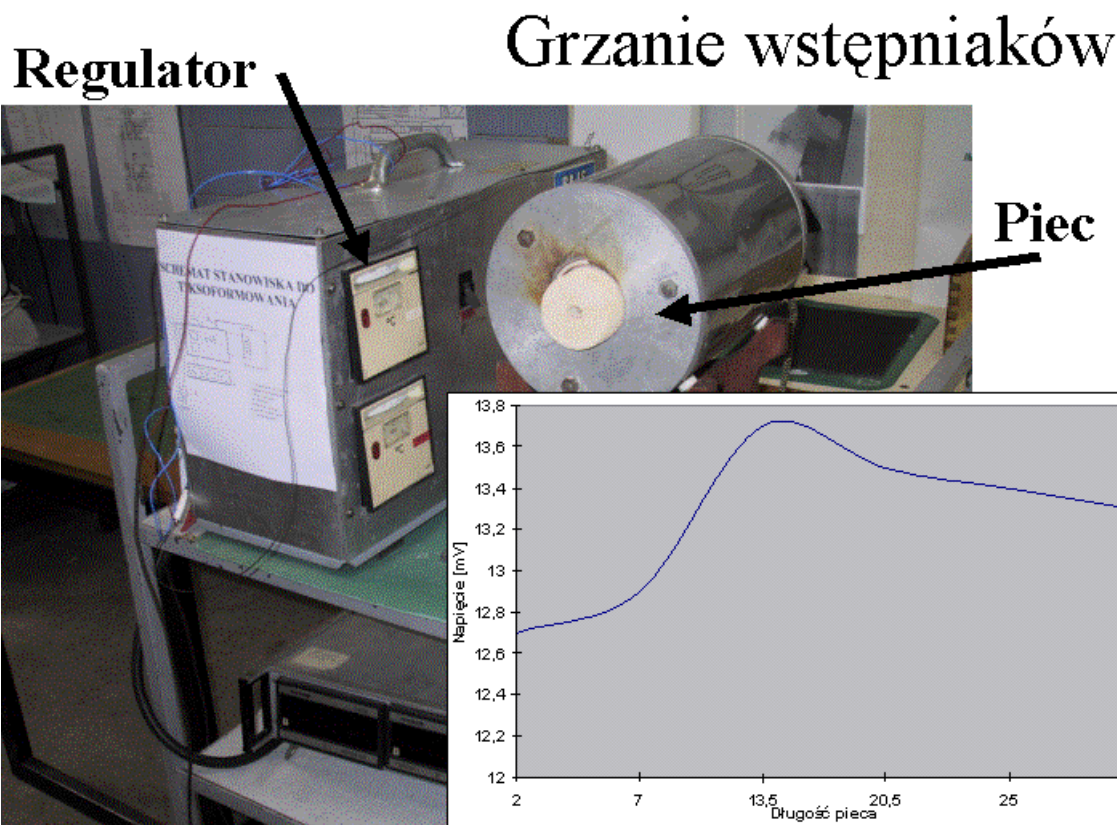 Grzanie wstępniaków
Regulator
Piec
SCHEMAT STANOWISKA DO
TIKSOFORMOWANIA
13,8
13,6
13,4
13,2
13
12,8
12,6
12,4
12,2
12
Napięcie [mV]
2 7 13,5 20,5 25
Długość pieca